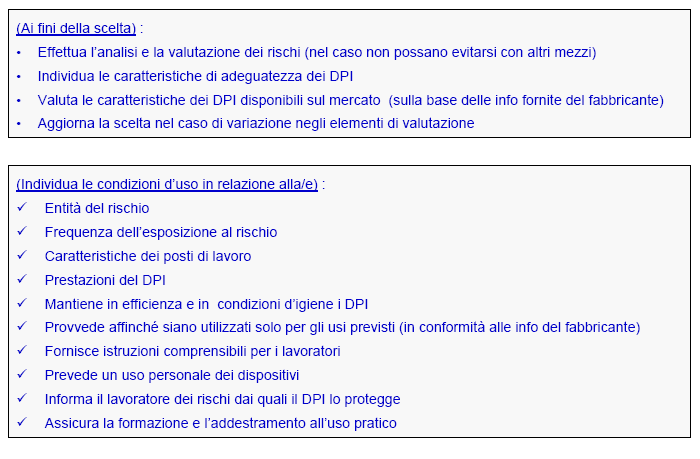 (Ai fini della scelta) :
• Effettua l'analisi e la valutazione dei rischi (nel caso non possano evitarsi con altri mezzi)
• Individua le caratteristiche di adeguatezza dei DPI
• Valuta le caratteristiche dei DPI disponibili sul mercato (sulla base delle info fornite del fabbricante)
• Aggiorna la scelta nel caso di variazione negli elementi di valutazione
(Individua le condizioni d'uso in relazione alla/e) :
✓ Entità del rischio
✓ Frequenza dell'esposizione al rischio
✓ Caratteristiche dei posti di lavoro
✓ Prestazioni del DPI
✓ Mantiene in efficienza e in condizioni d'igiene i DPI
✓ Provvede affinché siano utilizzati solo per gli usi previsti (in conformità alle info del fabbricante)
✓ Fornisce istruzioni comprensibili per i lavoratori
✓ Prevede un uso personale dei dispositivi
✓ Informa il lavoratore dei rischi dai quali il DPI lo protegge
✓ Assicura la formazione e l'addestramento all'uso pratico